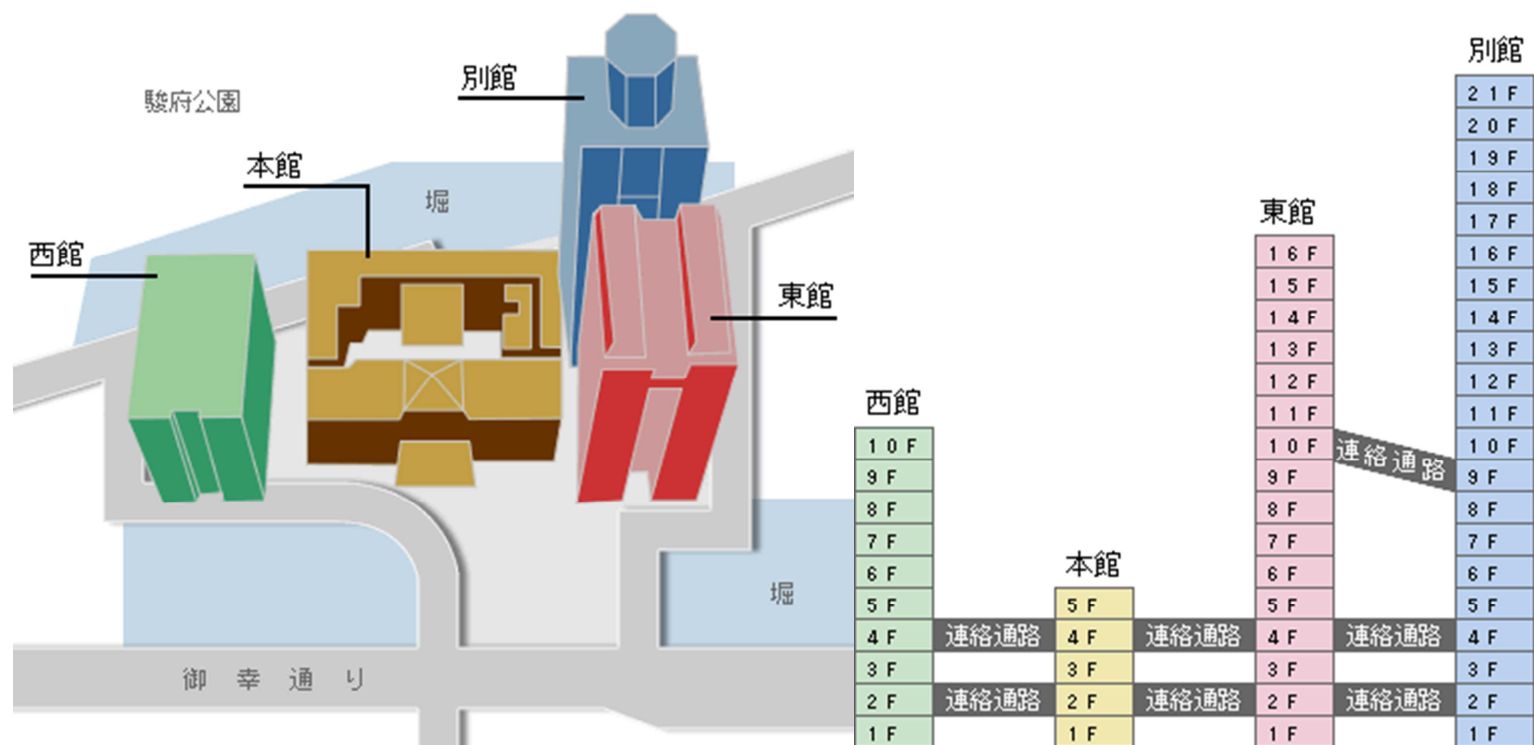 駿府公園
別館
本館
堀
西館
東館
堀
御幸通り
西館
10F
9F
8F
7F
6F
5F
4F
3F
2F
1F
連絡通路
連絡通路
本館
5F
4F
3F
2F
1F
連絡通路
連絡通路
東館
16F
15F
14F
13F
12F
11F
10F
9F
8F
7F
6F
5F
4F
3F
2F
1F
連絡通路
連絡通路
連絡通路
別館
21F
20F
19F
18F
17F
16F
15F
14F
13F
12F
11F
10F
9F
8F
7F
6F
5F
4F
3F
2F
1F